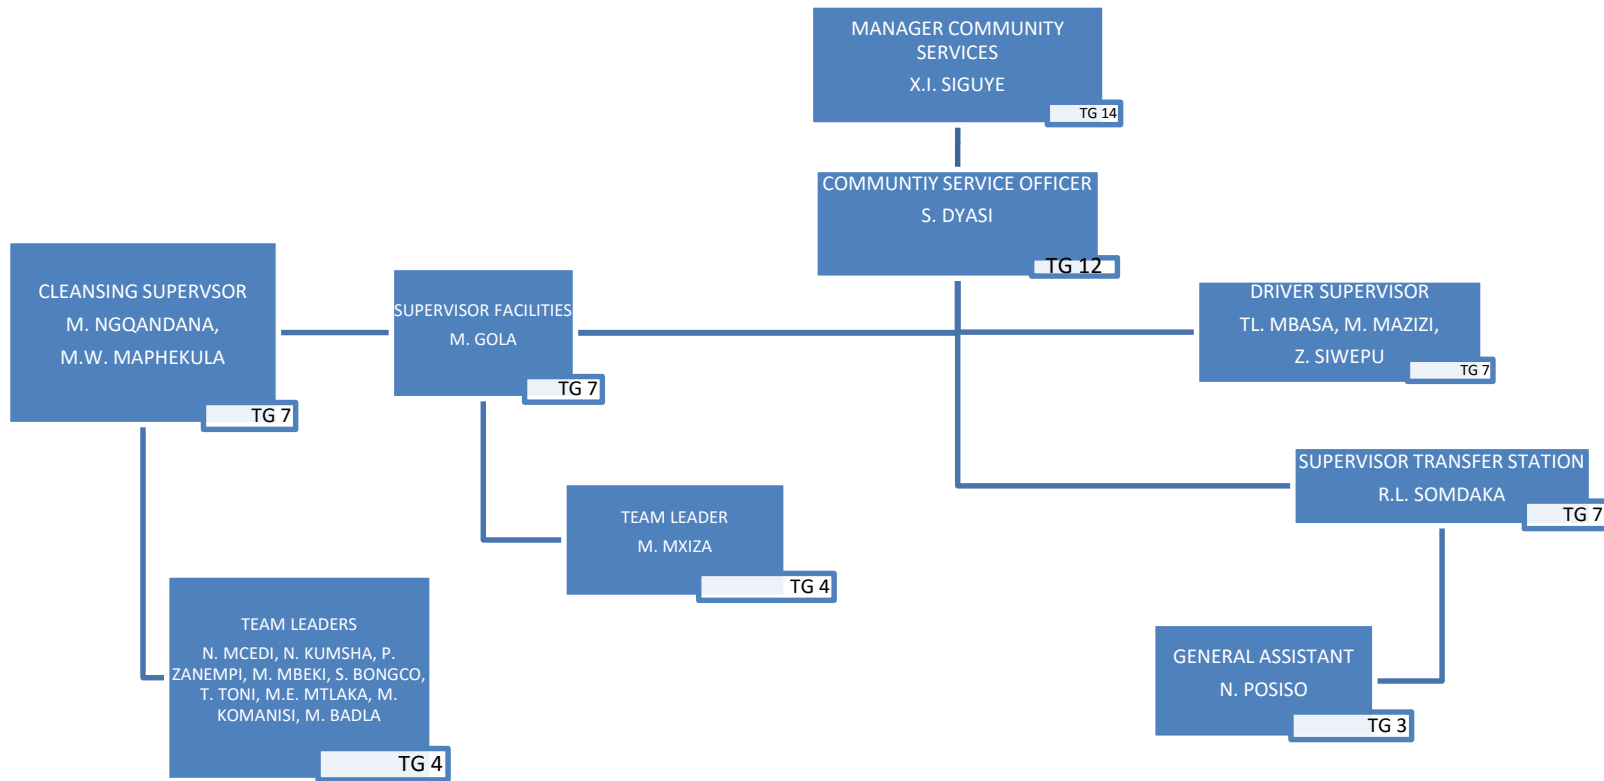 MANAGER COMMUNITY
SERVICES
X.I. SIGUYE
TG 14
COMMUNTIY SERVICE OFFICER
S. DYASI
TG 12
CLEANSING SUPERVSOR
M. NGQANDANA,
M.W. MAPHEKULA
TG 7
SUPERVISOR FACILITIES
M. GOLA
TG 7
DRIVER SUPERVISOR
TL. MBASA, M. MAZIZI,
Z. SIWEPU
TG 7
SUPERVISOR TRANSFER STATION
R.L. SOMDAKA
TG 7
TEAM LEADER
M. MXIZA
TG 4
TEAM LEADERS
N. MCEDI, N. KUMSHA, P.
ZANEMPI, M. MBEKI, S. BONGCO,
T. TONI, M.E. MTLAKA, M.
KOMANISI, M. BADLA
TG 4
GENERAL ASSISTANT
N. POSISO
TG 3